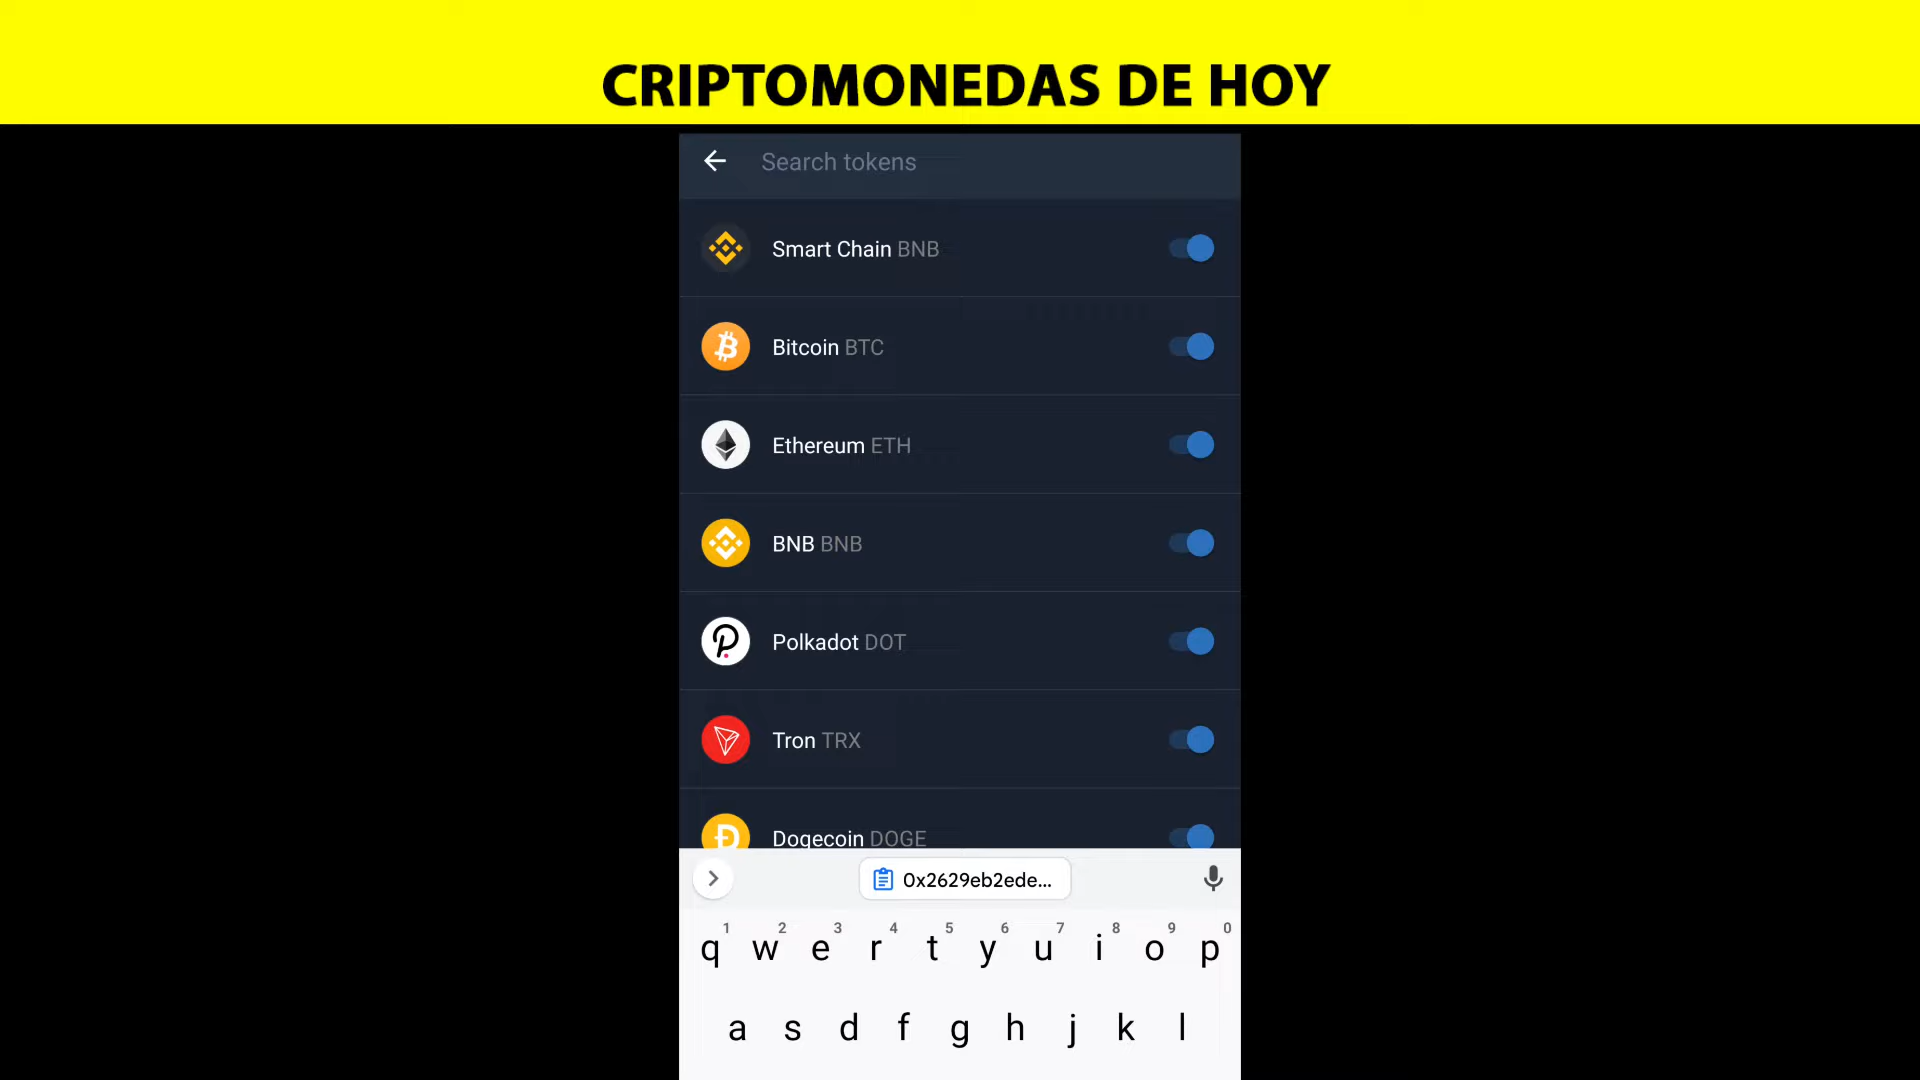 CRIPTOMONEDAS DE HOY
Search tokens
Smart Chain BNB
Bitcoin BTC
Ethereum ETH
BNB BNB
Polkadot DOT
Tron TRX
Dogecoin DOGE
0x2629eb2ede...
1 2 3 4 5 6 7 8 9 0
q w e r t y u i o p
a s d f g h j k l